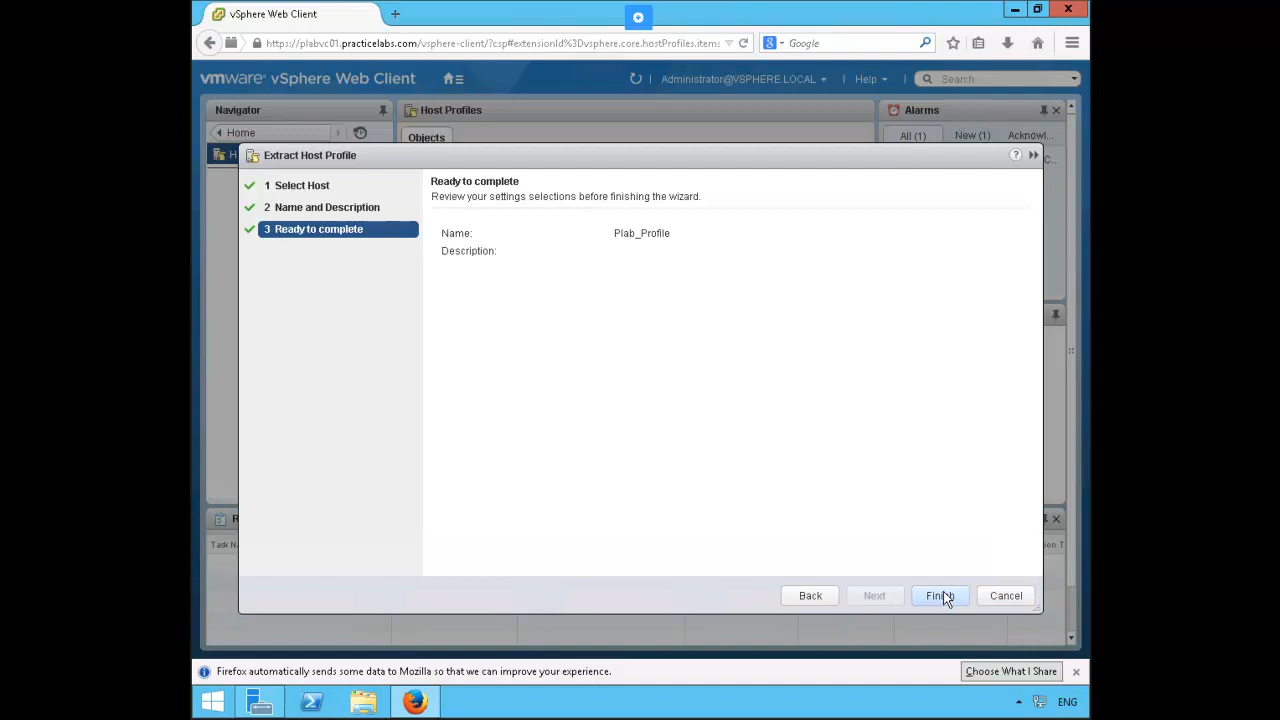 vSphere Web Client
https://plabvc01.practicelabs.com/vsphere-client/?csp#extensionId%3Dvsphere.core.hostProfiles.items:
Google
vmware® vSphere Web Client
Administrator@VSPHERE.LOCAL
Help
Search
Navigator
Host Profiles
Alarms
Home
Objects
All (1)
New (1)
Acknowl...
H
C...
Extract Host Profile
1 Select Host
2 Name and Description
3 Ready to complete
Ready to complete
Review your settings selections before finishing the wizard.
Name: Plab_Profile
Description:
R
Task N
ion T
Back
Next
Finish
Cancel
Firefox automatically sends some data to Mozilla so that we can improve your experience.
Choose What I Share
ENG